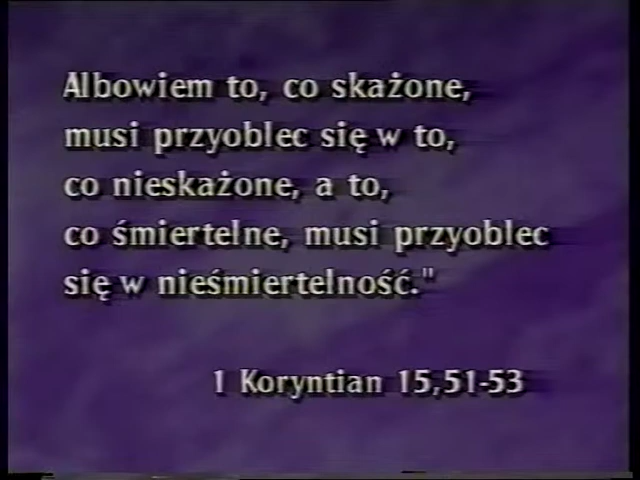 Albowiem to, co skażone,
musi przyoblec się w to,
co nieskażone, a to,
co śmiertelne, musi przyoblec
się w nieśmiertelność."
1 Koryntian 15,51-53